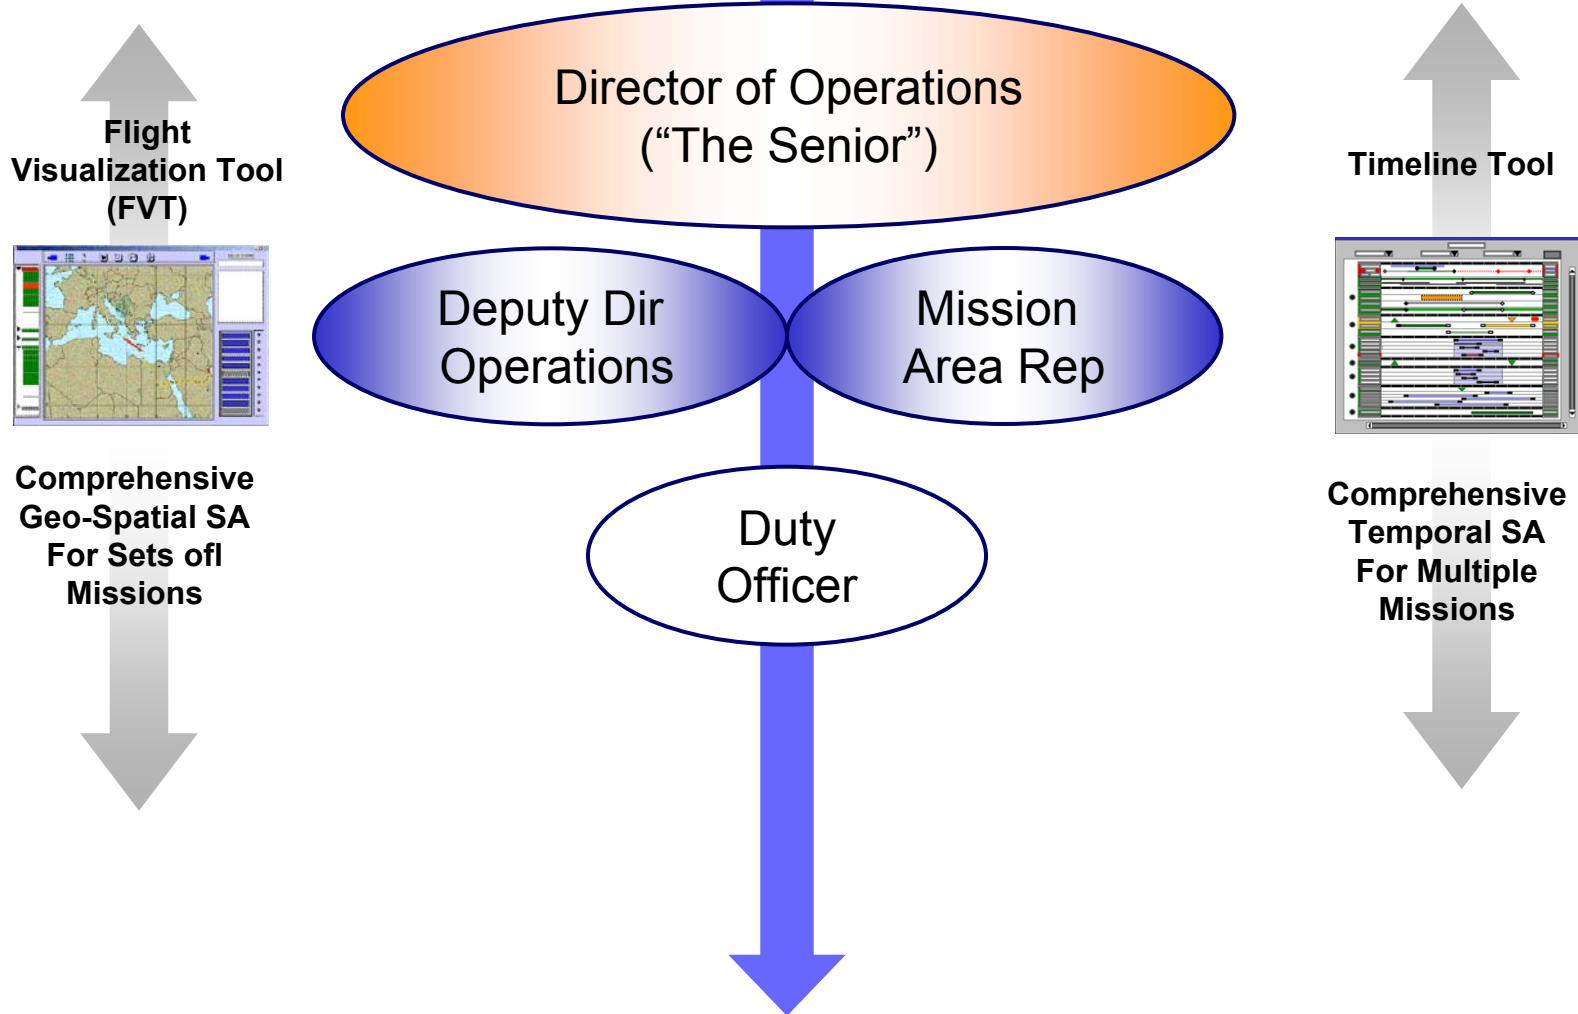 Director of Operations
(“The Senior”)
Flight
Visualization Tool
(FVT)
Timeline Tool
Deputy Dir
Operations
Mission
Area Rep
Comprehensive
Geo-Spatial SA
For Sets ofl
Missions
Comprehensive
Temporal SA
For Multiple
Missions
Duty
Officer